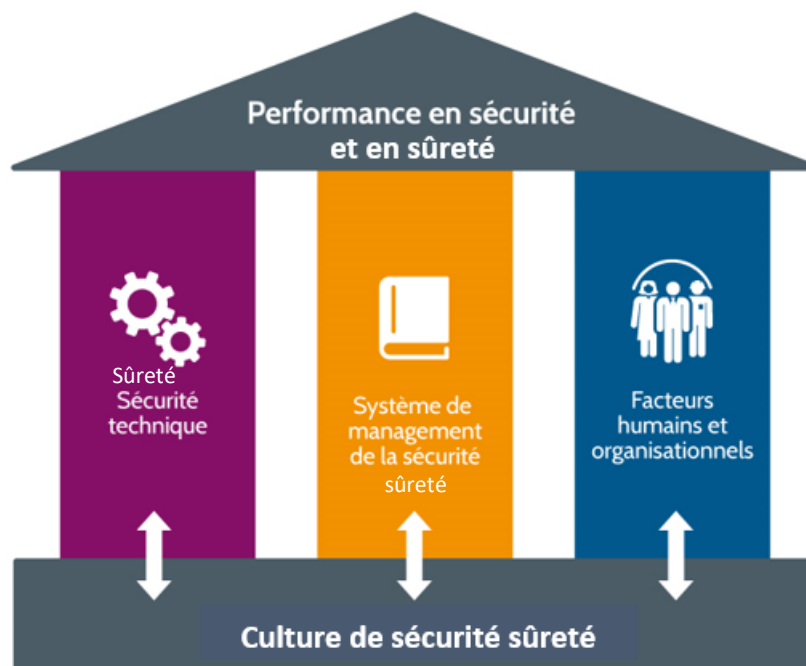 Performance en sécurité
et en sûreté
Sûreté
Sécurité
technique
Système de
management
de la sécurité
sûreté
Facteurs
humains et
organisationnels
Culture de sécurité sûreté